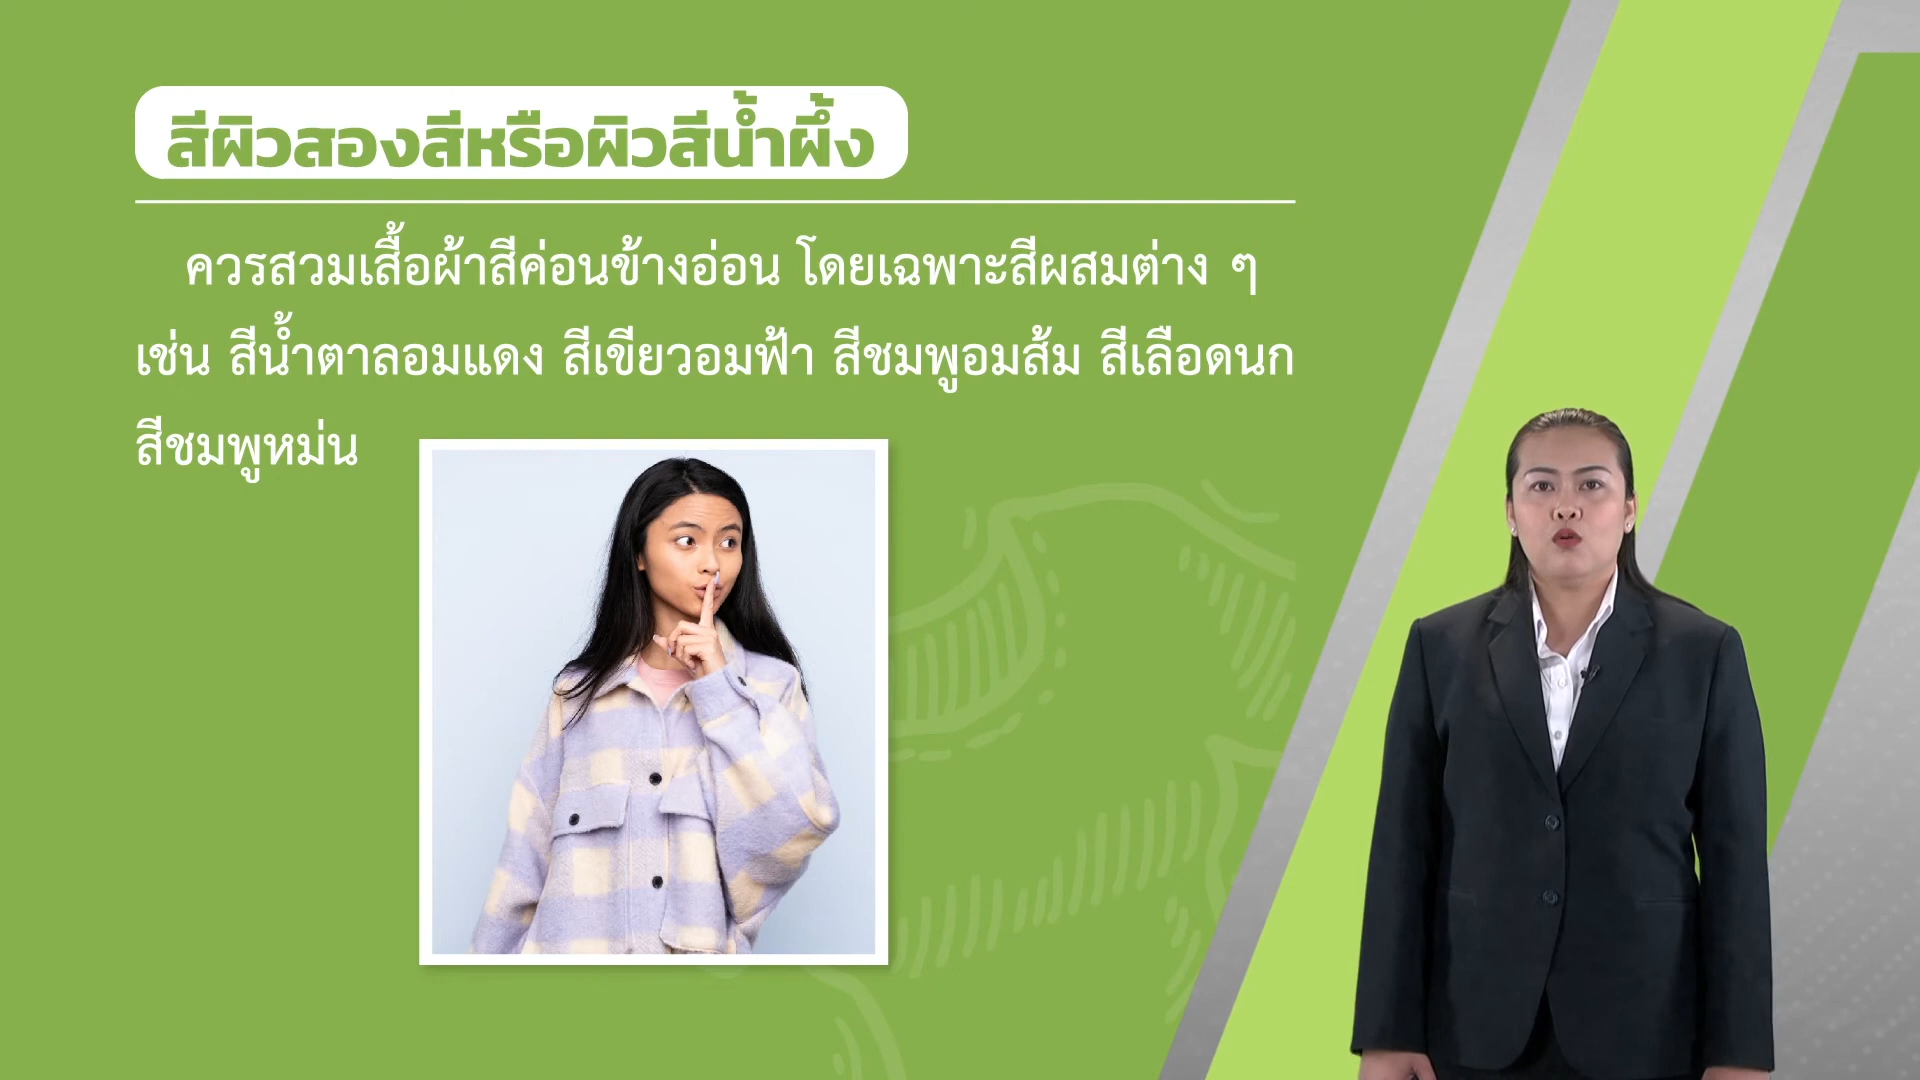 สีผิวสองสีหรือผิวสีน้ำผึ้ง
ควรสวมเสื้อผ้าสีค่อนข้างอ่อน โดยเฉพาะสีผสมต่าง ๆ
เช่น สีน้ำตาลอมแดง สีเขียวอมฟ้า สีชมพูอมส้ม สีเลือดนก
สีชมพูหม่น